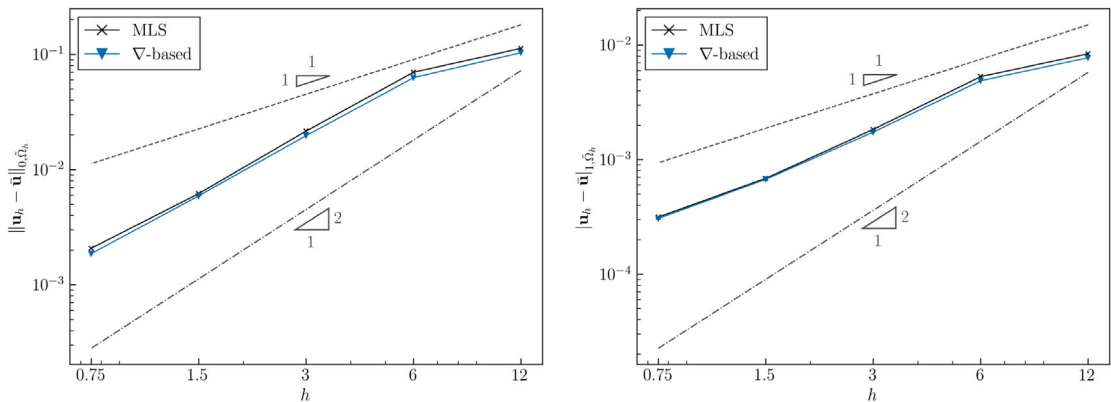 MLS
∇-based
10⁻¹
10⁻²
10⁻³
‖u_h − ū‖_{0,Ω̃_h}
1
1
2
1
0.75 1.5 3 6 12
h
MLS
∇-based
10⁻²
10⁻³
10⁻⁴
|u_h − ū|_{1,Ω̃_h}
1
1
2
1
0.75 1.5 3 6 12
h